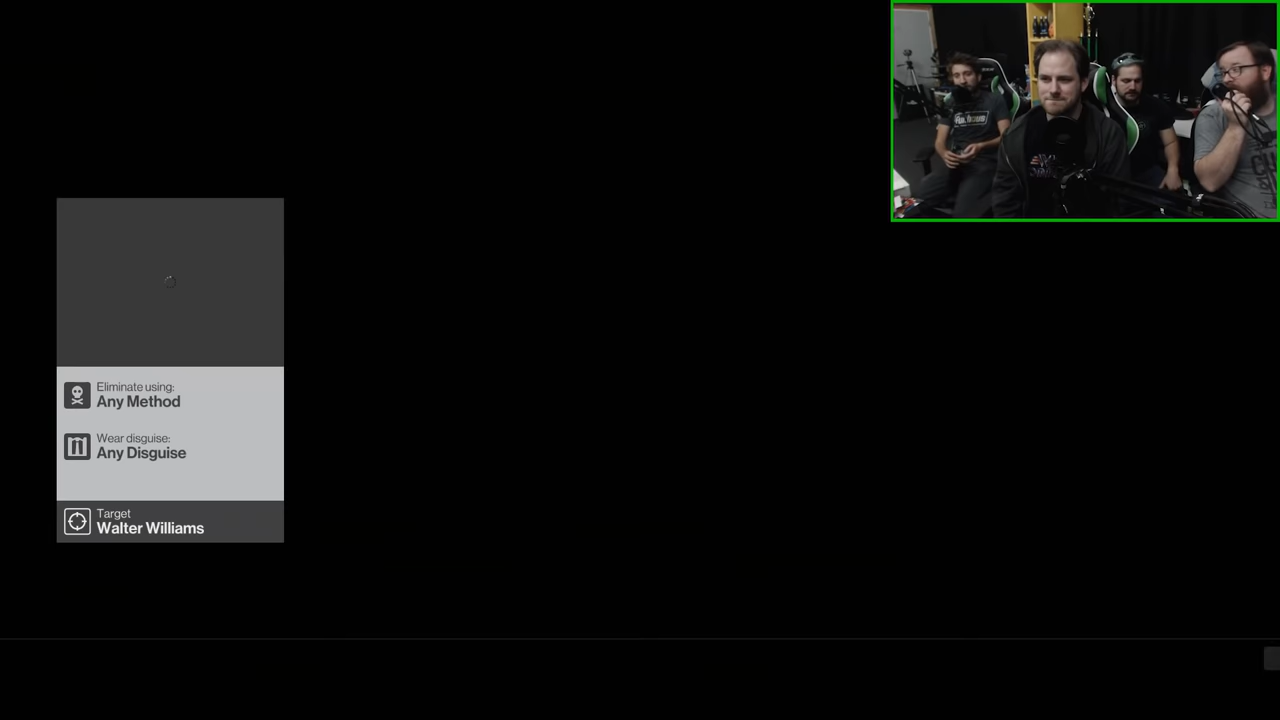 Eliminate using:
Any Method
Wear disguise:
Any Disguise
Target
Walter Williams